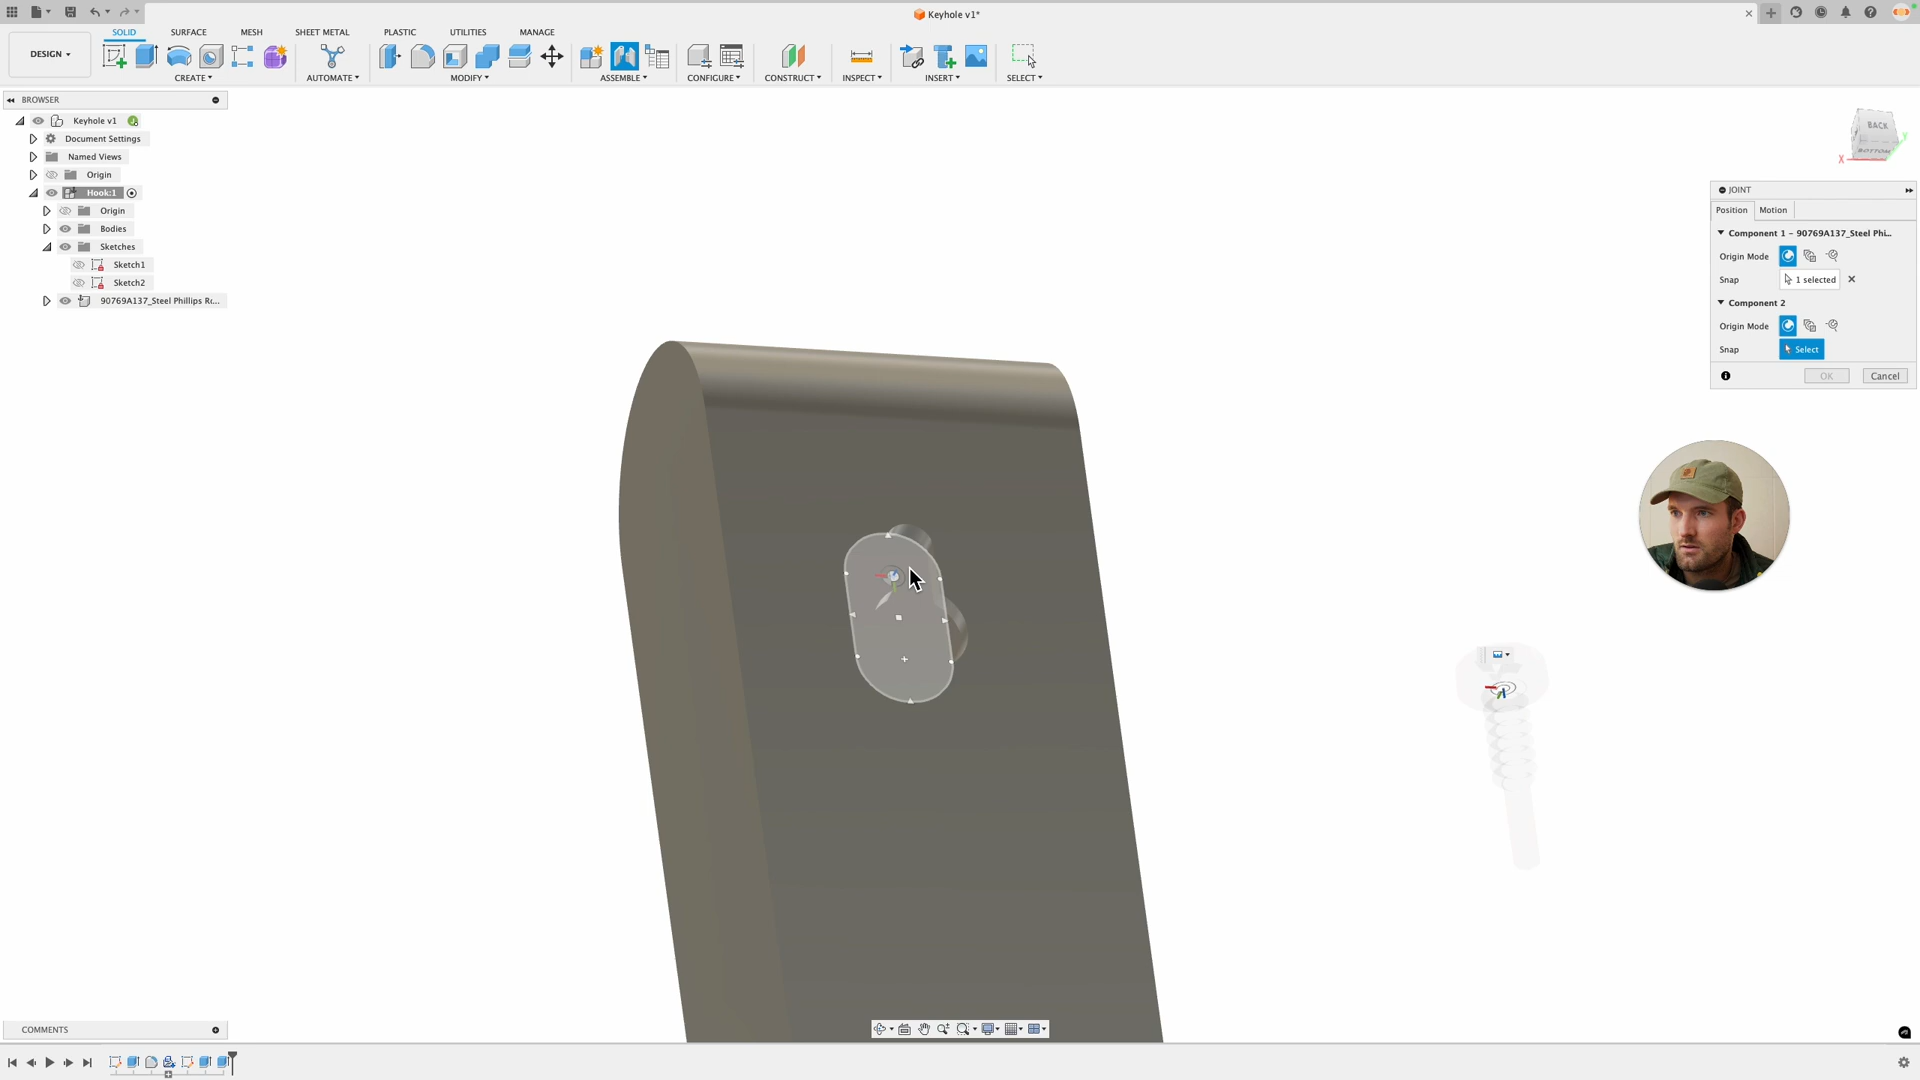 Keyhole v1*
DESIGN
SOLID
SURFACE
MESH
SHEET METAL
PLASTIC
UTILITIES
MANAGE
CREATE
AUTOMATE
MODIFY
ASSEMBLE
CONFIGURE
CONSTRUCT
INSPECT
INSERT
SELECT
BROWSER
Keyhole v1
Document Settings
Named Views
Origin
Hook:1
Origin
Bodies
Sketches
Sketch1
Sketch2
90769A137_Steel Phillips Rc...
BACK
BOTTOM
X
Y
JOINT
Position
Motion
Component 1 - 90769A137_Steel Phi...
Origin Mode
Snap
1 selected
Component 2
Origin Mode
Snap
Select
OK
Cancel
COMMENTS